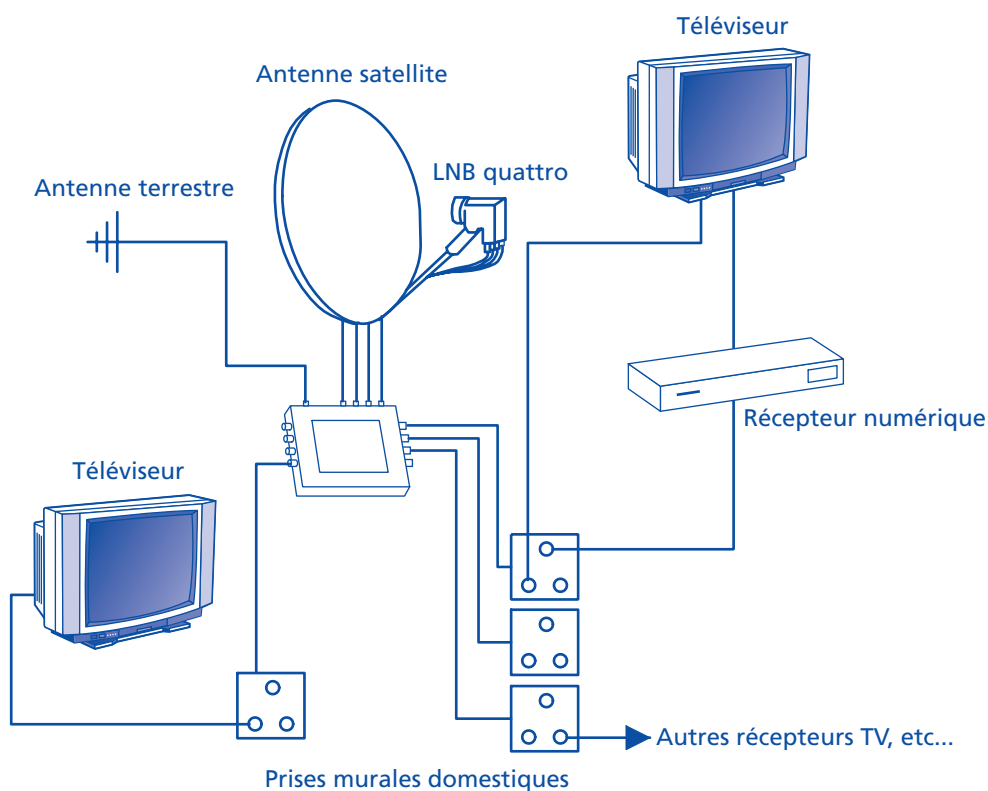 Téléviseur
Antenne satellite
LNB quattro
Antenne terrestre
Récepteur numérique
Téléviseur
Autres récepteurs TV, etc...
Prises murales domestiques